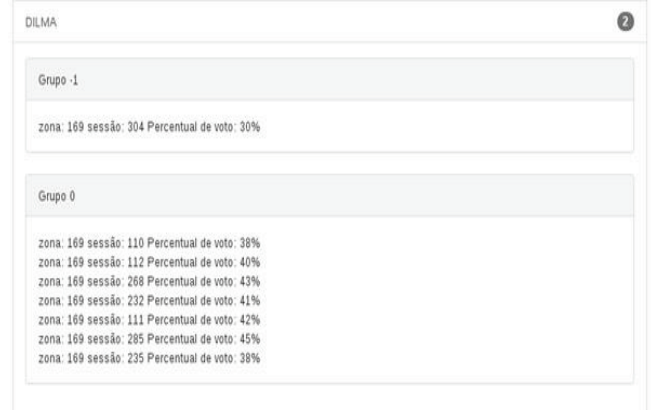 DILMA
2
Grupo -1
zona: 169 sessão: 304 Percentual de voto: 30%
Grupo 0
zona: 169 sessão: 110 Percentual de voto: 38%
zona: 169 sessão: 112 Percentual de voto: 40%
zona: 169 sessão: 268 Percentual de voto: 43%
zona: 169 sessão: 232 Percentual de voto: 41%
zona: 169 sessão: 111 Percentual de voto: 42%
zona: 169 sessão: 285 Percentual de voto: 45%
zona: 169 sessão: 235 Percentual de voto: 38%